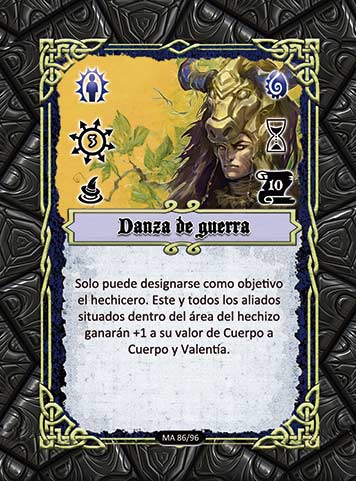 3
10
Danza de guerra
Solo puede designarse como objetivo
el hechicero. Este y todos los aliados
situados dentro del área del hechizo
ganarán +1 a su valor de Cuerpo a
Cuerpo y Valentía.
MA 86/96